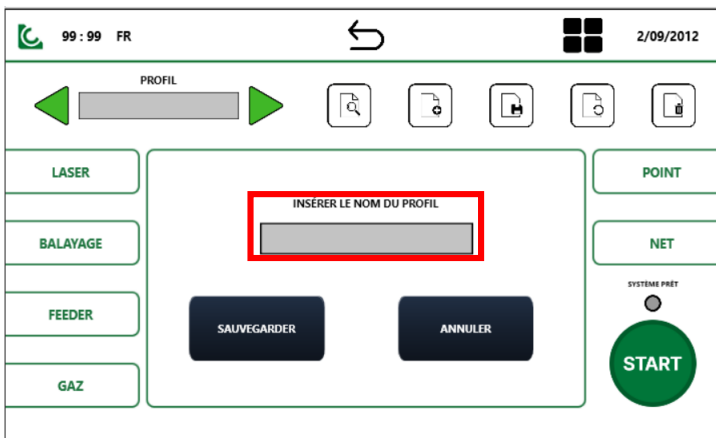 99 : 99 FR 2/09/2012
PROFIL
LASER
POINT
INSÉRER LE NOM DU PROFIL
BALAYAGE
NET
SYSTÈME PRÊT
FEEDER
SAUVEGARDER
ANNULER
START
GAZ